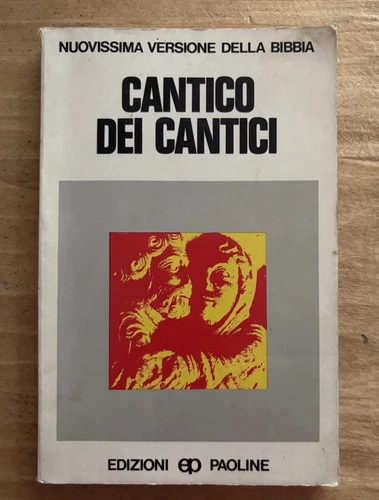 NUOVISSIMA VERSIONE DELLA BIBBIA
CANTICO
DEI CANTICI
EDIZIONI ep PAOLINE